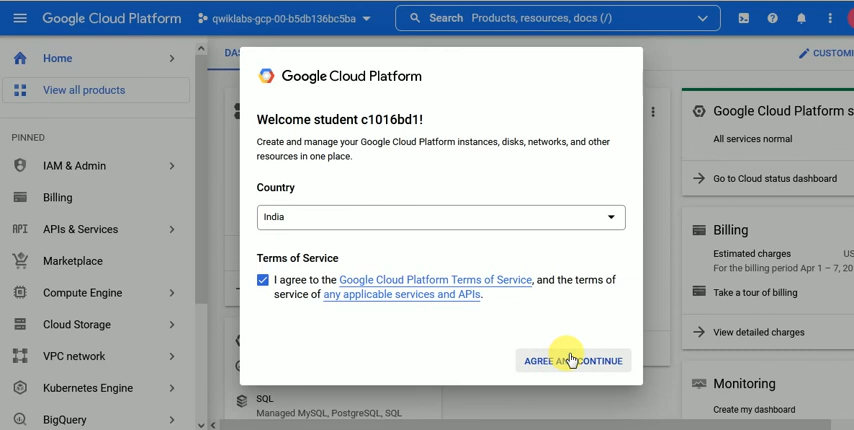 Google Cloud Platform
qwiklabs-gcp-00-b5db136bc5ba
Search Products, resources, docs (/)
Home
View all products
PINNED
IAM & Admin
Billing
API APIs & Services
Marketplace
Compute Engine
Cloud Storage
VPC network
Kubernetes Engine
BigQuery
DAS
CUSTOMI
Google Cloud Platform
Welcome student c1016bd1!
Create and manage your Google Cloud Platform instances, disks, networks, and other
resources in one place.
Country
India
Terms of Service
I agree to the Google Cloud Platform Terms of Service, and the terms of
service of any applicable services and APIs.
AGREE AND CONTINUE
SQL
Managed MySQL, PostgreSQL, SQL
Google Cloud Platform s
All services normal
Go to Cloud status dashboard
Billing
Estimated charges US
For the billing period Apr 1 – 7, 20
Take a tour of billing
View detailed charges
Monitoring
Create my dashboard